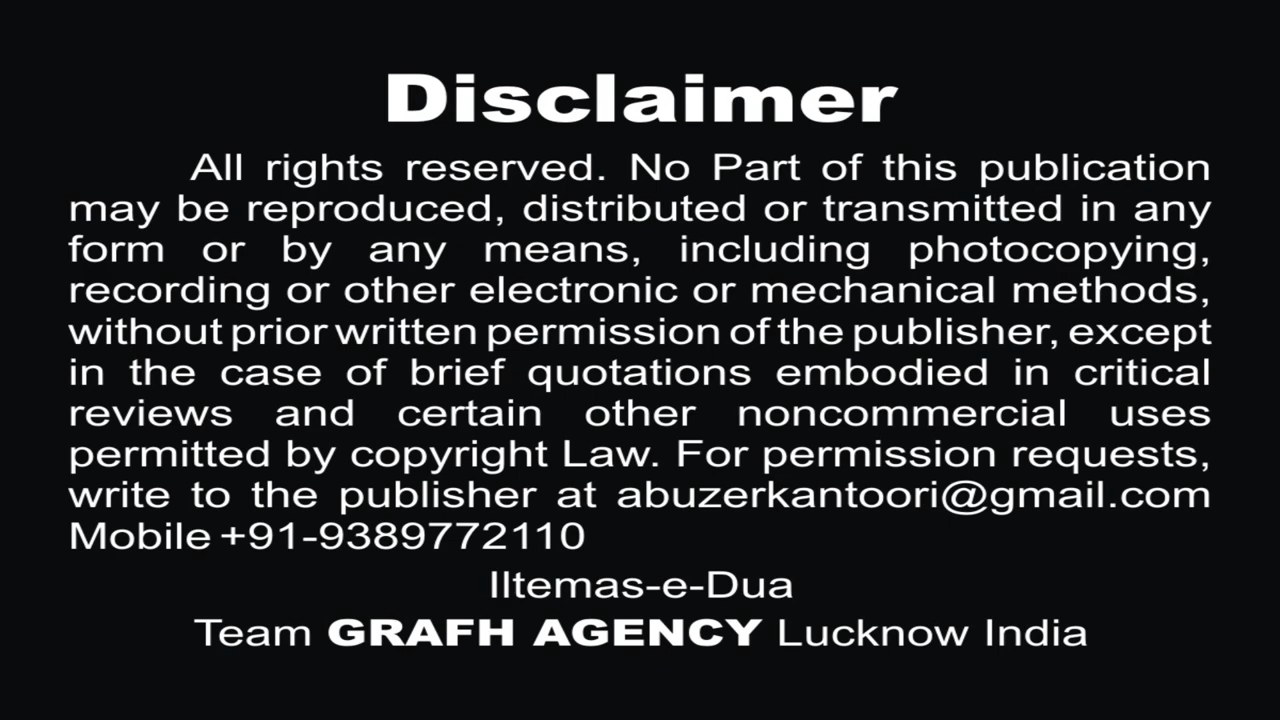 Disclaimer
All rights reserved. No Part of this publication
may be reproduced, distributed or transmitted in any
form or by any means, including photocopying,
recording or other electronic or mechanical methods,
without prior written permission of the publisher, except
in the case of brief quotations embodied in critical
reviews and certain other noncommercial uses
permitted by copyright Law. For permission requests,
write to the publisher at abuzerkantoori@gmail.com
Mobile +91-9389772110
Iltemas-e-Dua
Team GRAFH AGENCY Lucknow India